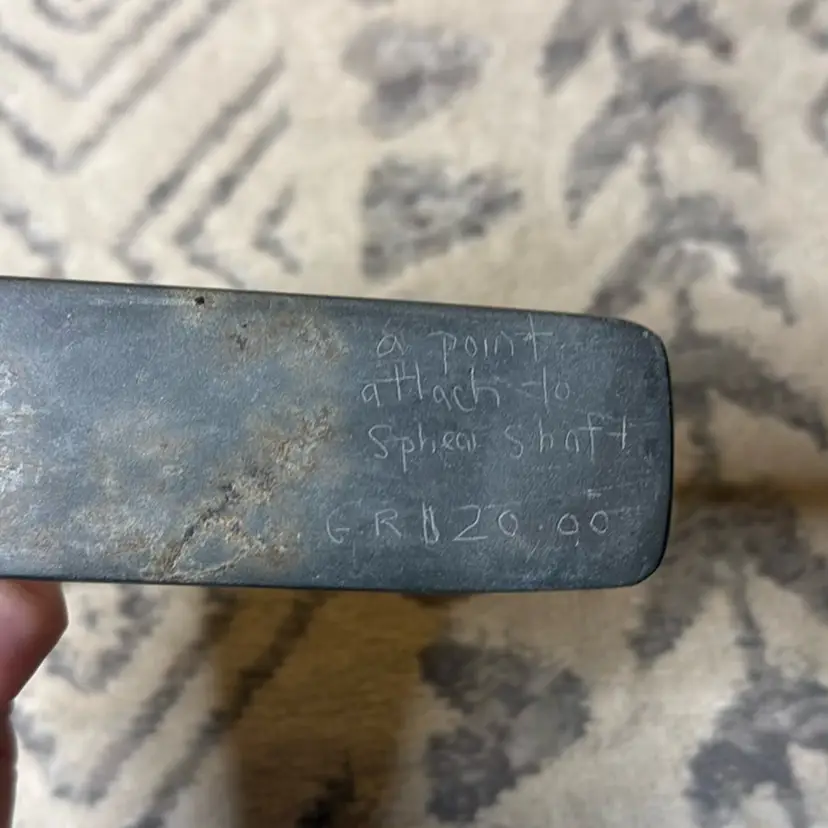 a point
attach to
Sphear shaft
G.R $20.00